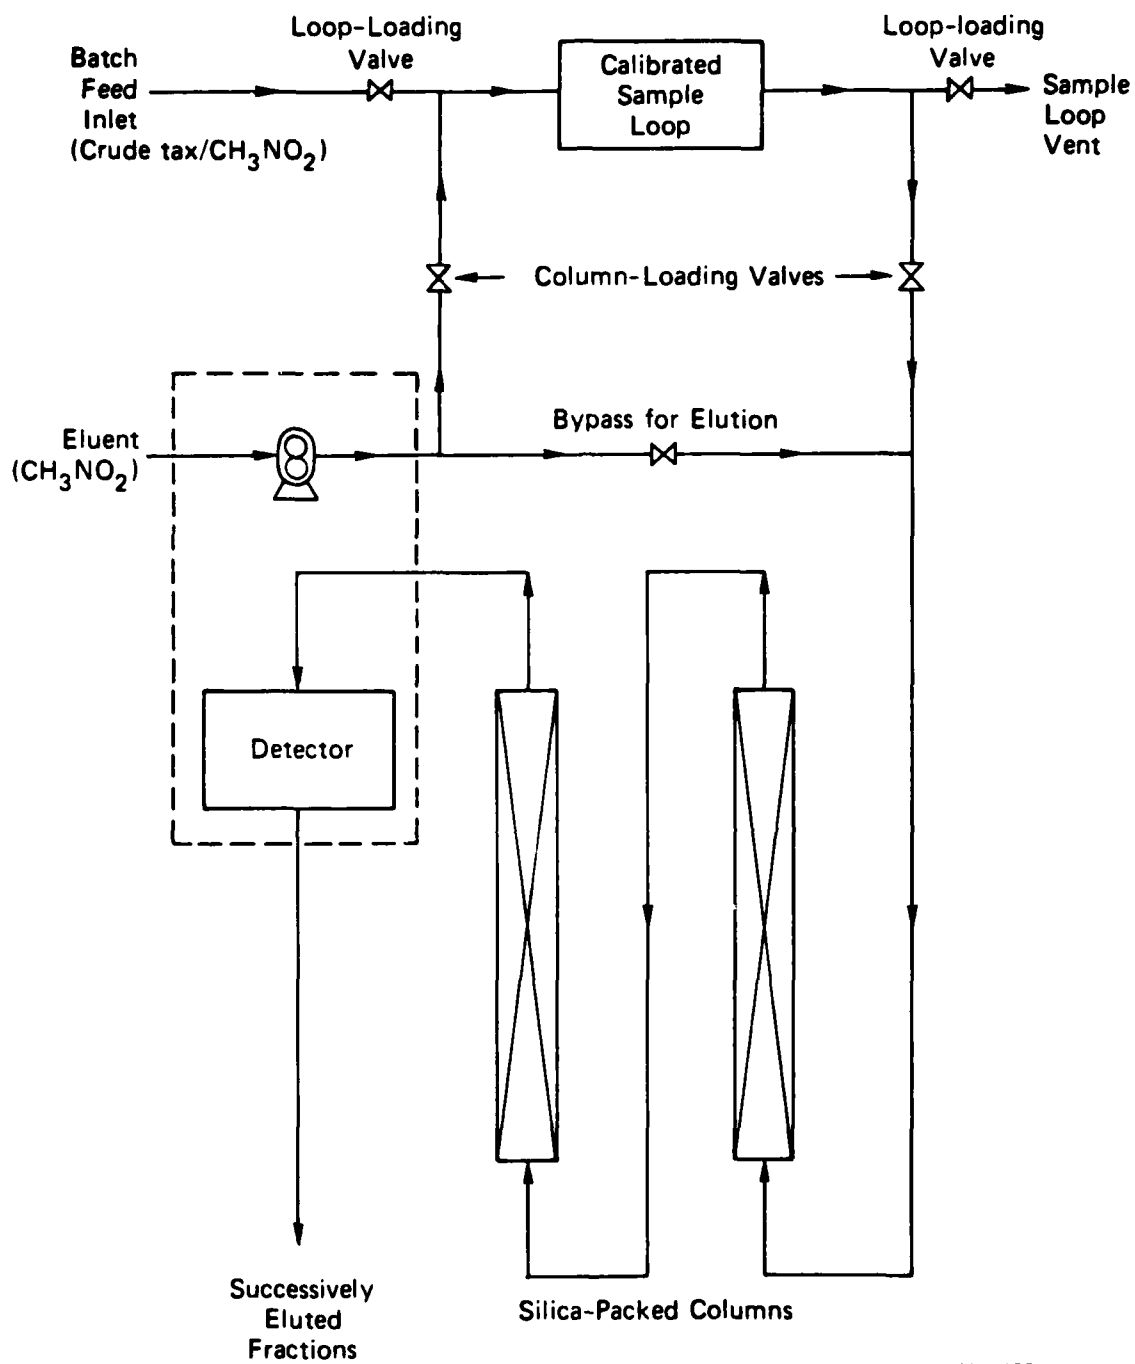 Loop-Loading
Valve
Loop-loading
Valve
Batch
Feed
Inlet
(Crude tax/CH₃NO₂)
Calibrated
Sample
Loop
Sample
Loop
Vent
Column-Loading Valves
Bypass for Elution
Eluent
(CH₃NO₂)
Detector
Successively
Eluted
Fractions
Silica-Packed Columns